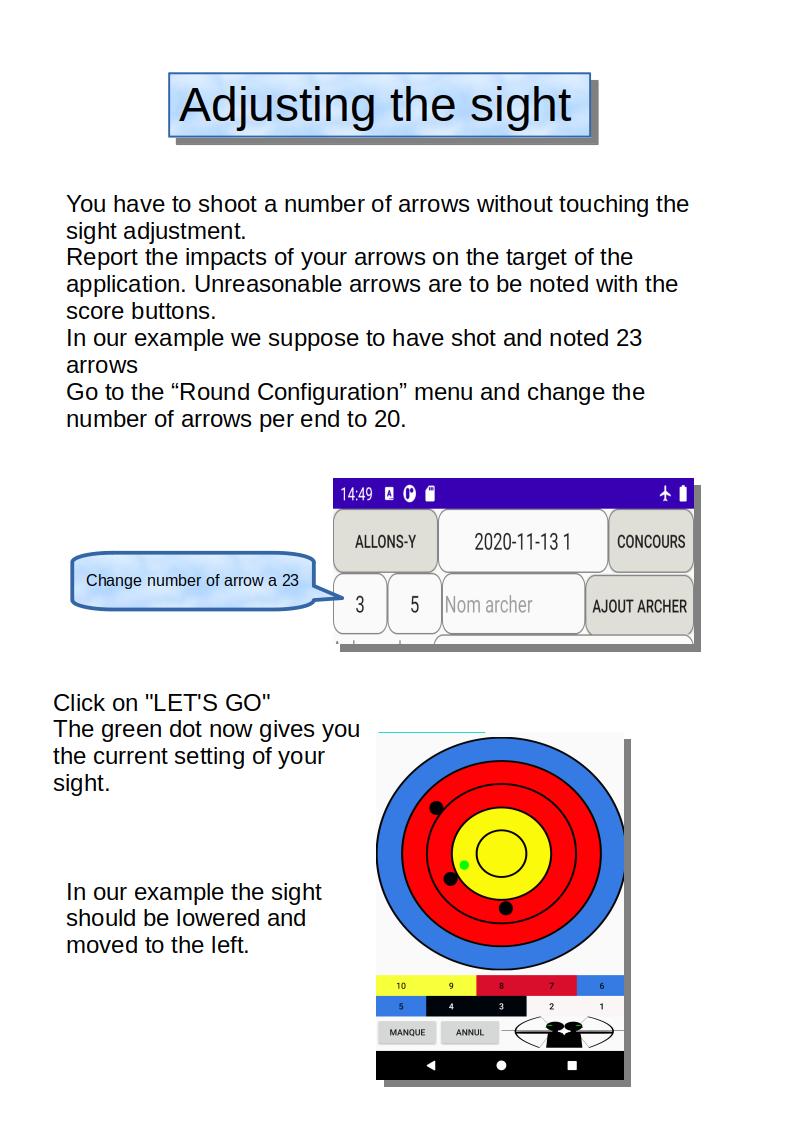 Adjusting the sight
You have to shoot a number of arrows without touching the
sight adjustment.
Report the impacts of your arrows on the target of the
application. Unreasonable arrows are to be noted with the
score buttons.
In our example we suppose to have shot and noted 23
arrows
Go to the “Round Configuration” menu and change the
number of arrows per end to 20.
14:49
ALLONS-Y 2020-11-13 1 CONCOURS
Change number of arrow a 23
3 5 Nom archer AJOUT ARCHER
Click on "LET'S GO"
The green dot now gives you
the current setting of your
sight.
In our example the sight
should be lowered and
moved to the left.
10 9 8 7 6
5 4 3 2 1
MANQUE ANNUL